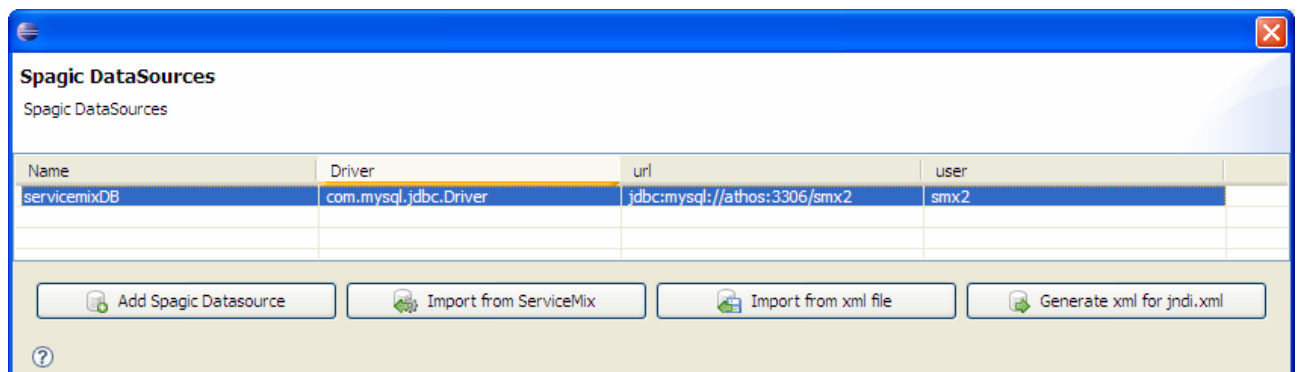 Spagic DataSources
Spagic DataSources
Name Driver url user
servicemixDB com.mysql.jdbc.Driver jdbc:mysql://athos:3306/smx2 smx2
Add Spagic Datasource Import from ServiceMix Import from xml file Generate xml for jndi.xml
?